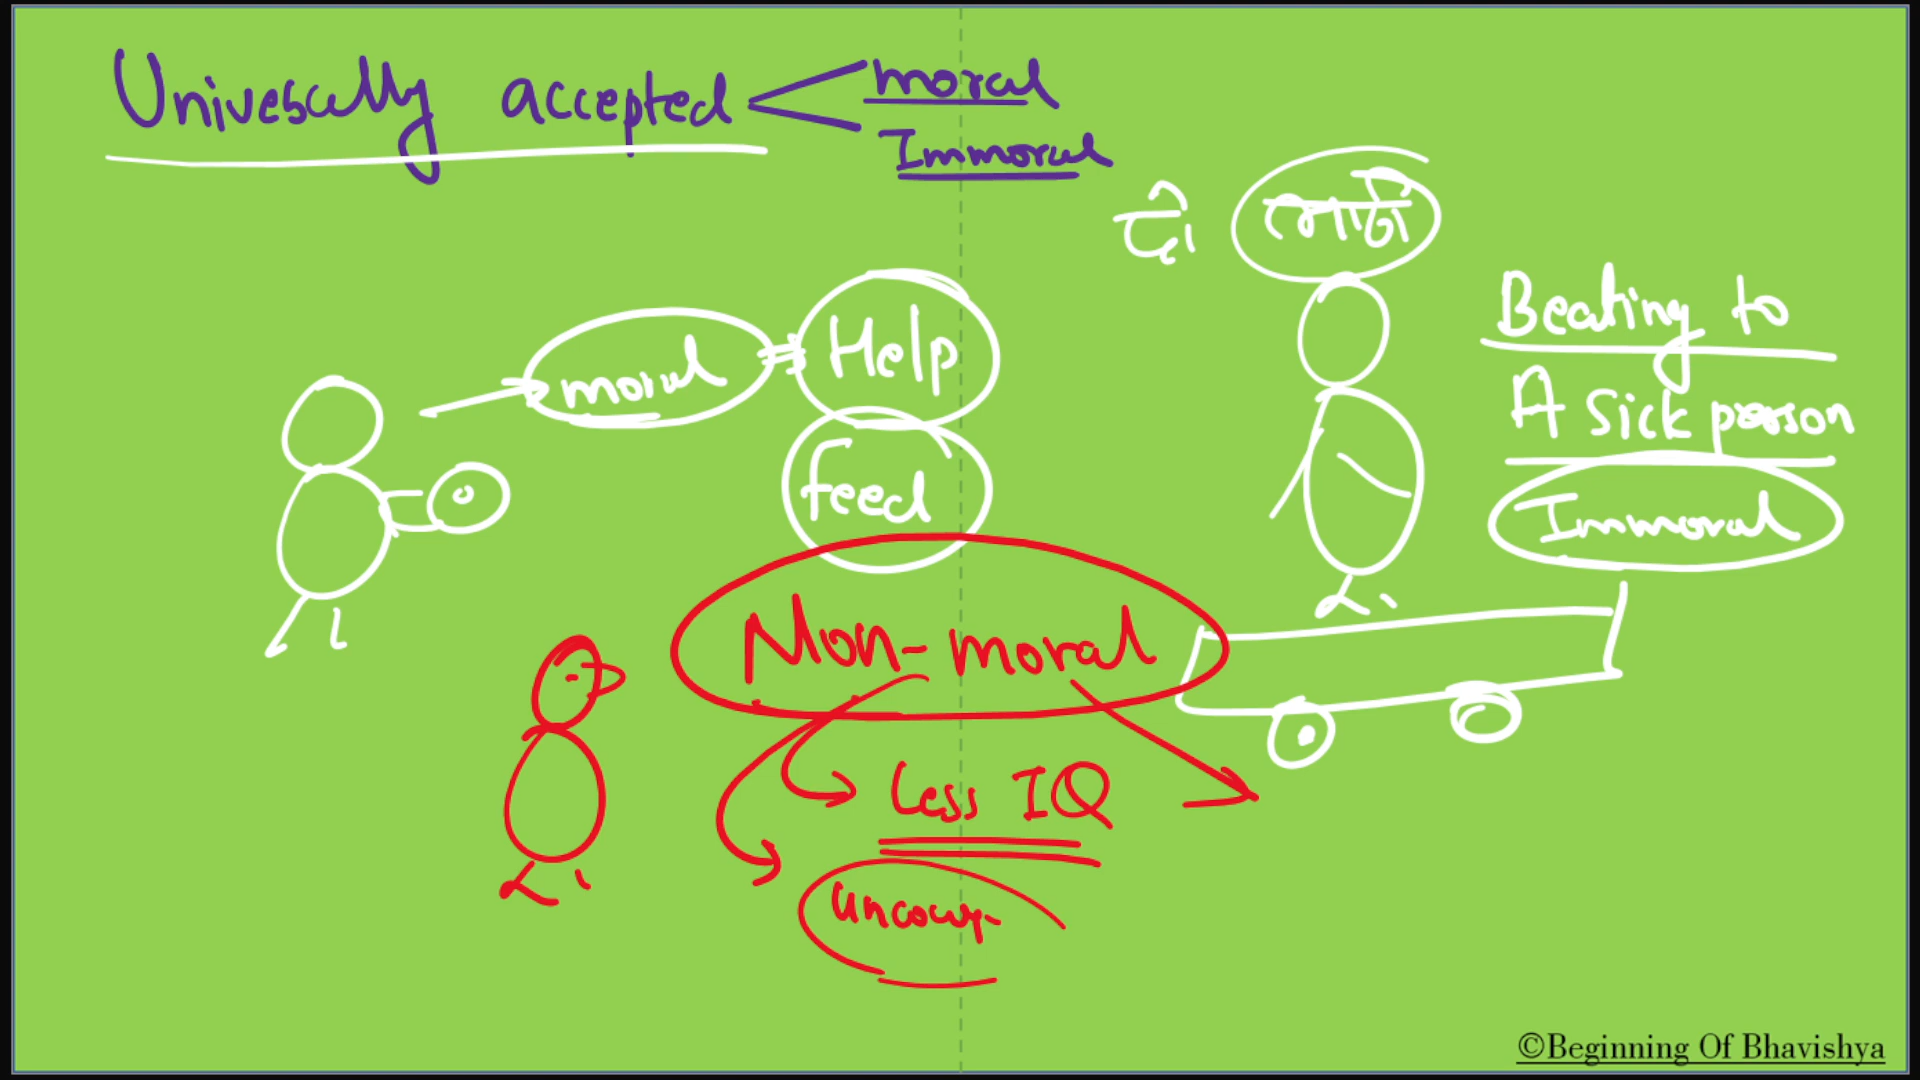 Univesally accepted
moral
Immoral
दो लाठी
moral
Help
feed
Beating to
A Sick person
Immoral
Non-moral
Less IQ
©Beginning Of Bhavishya